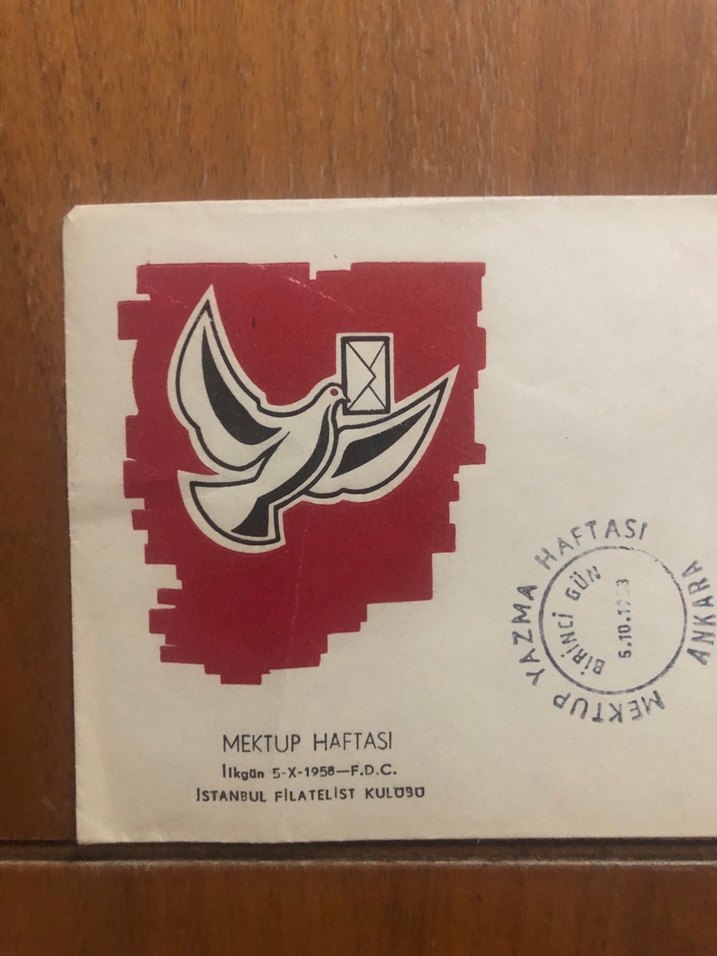 MEKTUP HAFTASI
İlkgün 5-X-1958—F.D.C.
İSTANBUL FİLATELİST KULÜBÜ
MEKTUP YAZMA HAFTASI
ANKARA
BİRİNCİ GÜN